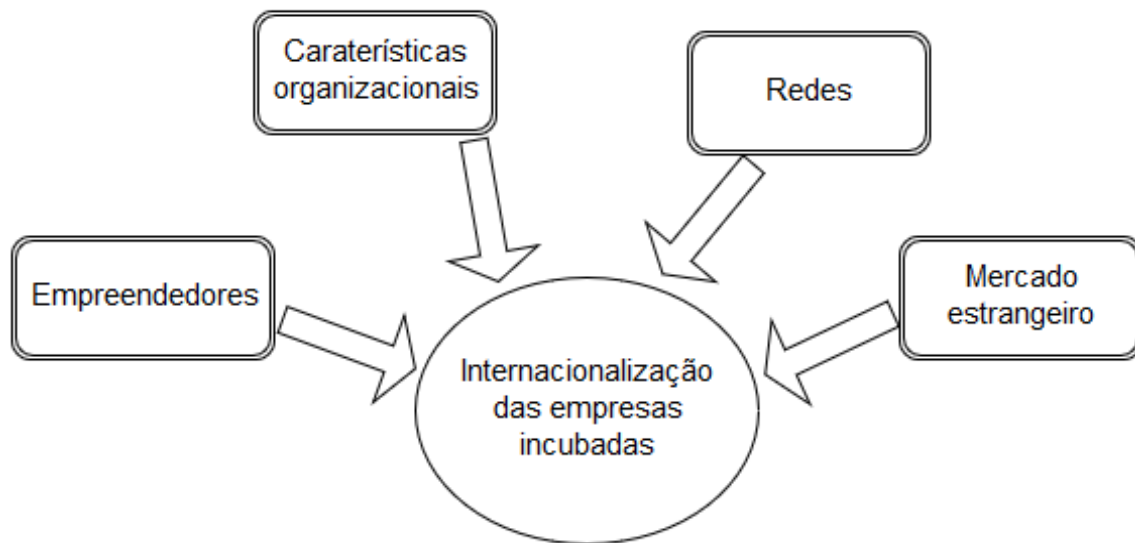 Caraterísticas
organizacionais
Redes
Empreendedores
Mercado
estrangeiro
Internacionalização
das empresas
incubadas